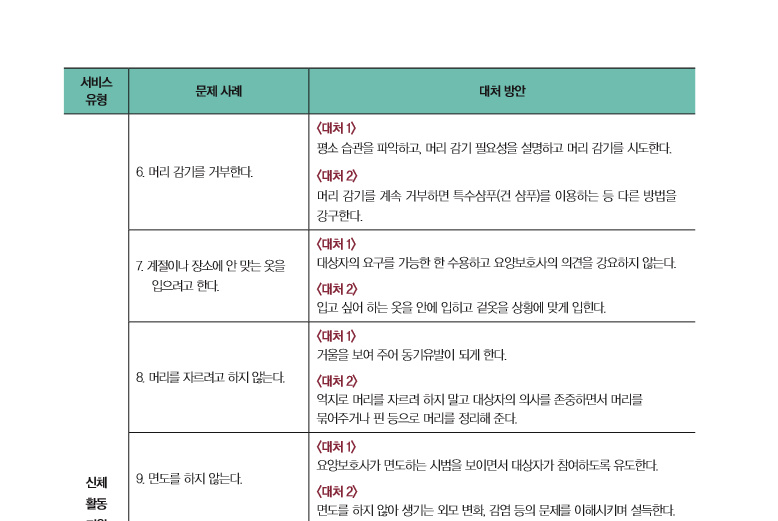 서비스
유형
문제 사례
대처 방안
6. 머리 감기를 거부한다.
〈대처 1〉
평소 습관을 파악하고, 머리 감기 필요성을 설명하고 머리 감기를 시도한다.
〈대처 2〉
머리 감기를 계속 거부하면 특수샴푸(건 샴푸)를 이용하는 등 다른 방법을
강구한다.
7. 계절이나 장소에 안 맞는 옷을
입으려고 한다.
〈대처 1〉
대상자의 요구를 가능한 한 수용하고 요양보호사의 의견을 강요하지 않는다.
〈대처 2〉
입고 싶어 하는 옷을 안에 입히고 겉옷을 상황에 맞게 입힌다.
8. 머리를 자르려고 하지 않는다.
〈대처 1〉
거울을 보여 주어 동기유발이 되게 한다.
〈대처 2〉
억지로 머리를 자르려 하지 말고 대상자의 의사를 존중하면서 머리를
묶어주거나 핀 등으로 머리를 정리해 준다.
신체
활동
9. 면도를 하지 않는다.
〈대처 1〉
요양보호사가 면도하는 시범을 보이면서 대상자가 참여하도록 유도한다.
〈대처 2〉
면도를 하지 않아 생기는 외모 변화, 감염 등의 문제를 이해시키며 설득한다.